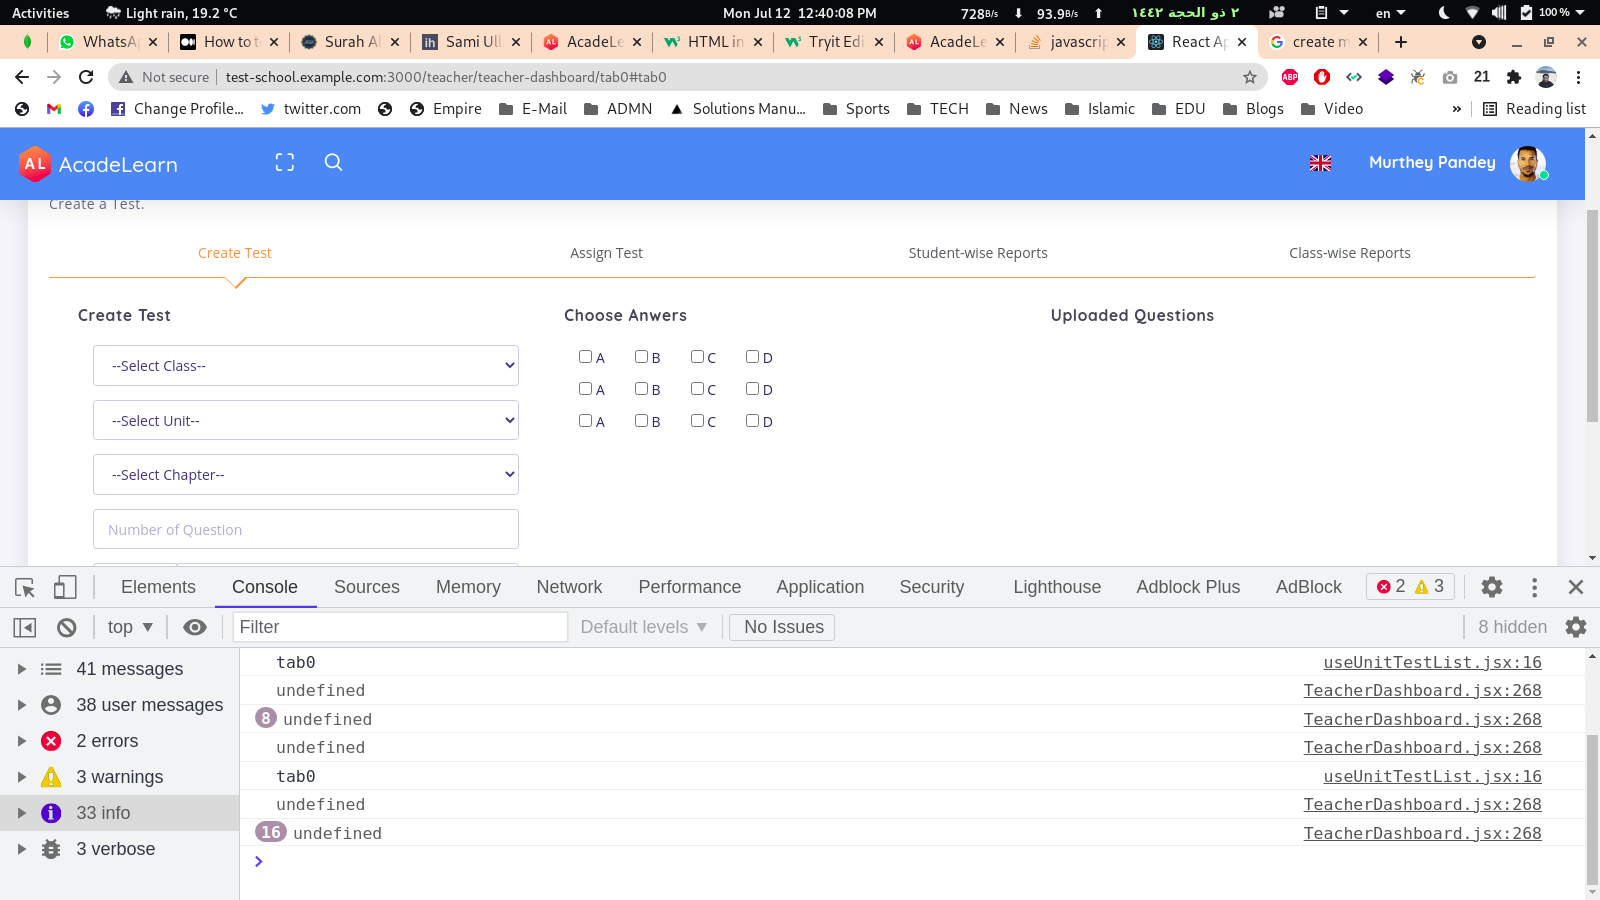 Activities Light rain, 19.2 °C Mon Jul 12 12:40:08 PM 728B/s 93.9B/s ٢ ذو الحجة ١٤٤٢ en 100 %
WhatsA How to t Surah Al Sami Ull AcadeLe HTML in Tryit Edi AcadeLe javascrip React Ap create m
Not secure test-school.example.com:3000/teacher/teacher-dashboard/tab0#tab0 ABP 21
Change Profile... twitter.com Empire E-Mail ADMN Solutions Manu... Sports TECH News Islamic EDU Blogs Video » Reading list
AL AcadeLearn Murthey Pandey
Create a Test.
Create Test Assign Test Student-wise Reports Class-wise Reports
Create Test Choose Anwers Uploaded Questions
--Select Class-- A B C D
A B C D
--Select Unit-- A B C D
--Select Chapter--
Number of Question
Elements Console Sources Memory Network Performance Application Security Lighthouse Adblock Plus AdBlock 2 3
top Filter Default levels No Issues 8 hidden
41 messages
38 user messages
2 errors
3 warnings
33 info
3 verbose
tab0 useUnitTestList.jsx:16
undefined TeacherDashboard.jsx:268
8 undefined TeacherDashboard.jsx:268
undefined TeacherDashboard.jsx:268
tab0 useUnitTestList.jsx:16
undefined TeacherDashboard.jsx:268
16 undefined TeacherDashboard.jsx:268